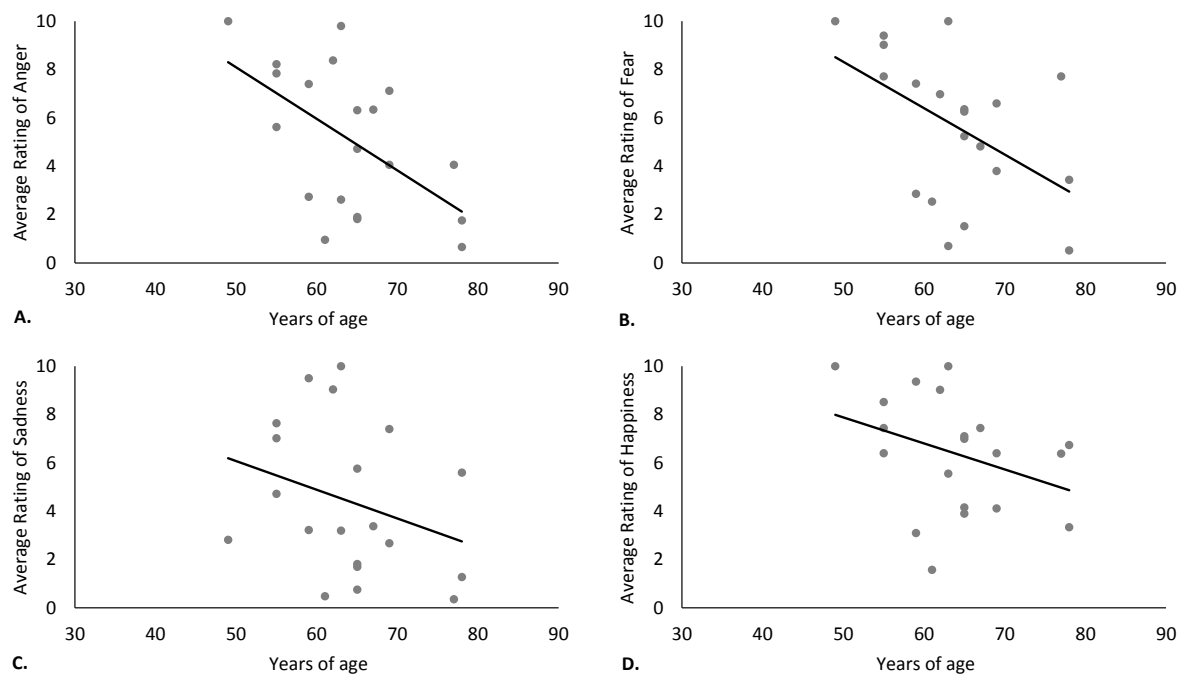 Average Rating of Anger
10
8
6
4
2
0
30 40 50 60 70 80 90
Years of age
A.
Average Rating of Fear
10
8
6
4
2
0
30 40 50 60 70 80 90
Years of age
B.
Average Rating of Sadness
10
8
6
4
2
0
30 40 50 60 70 80 90
Years of age
C.
Average Rating of Happiness
10
8
6
4
2
0
30 40 50 60 70 80 90
Years of age
D.